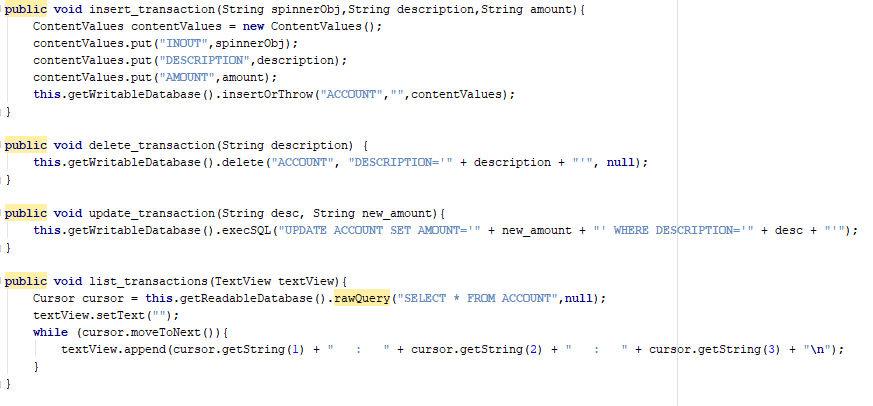 public void insert_transaction(String spinnerObj,String description,String amount){
    ContentValues contentValues = new ContentValues();
    contentValues.put("INOUT",spinnerObj);
    contentValues.put("DESCRIPTION",description);
    contentValues.put("AMOUNT",amount);
    this.getWritableDatabase().insertOrThrow("ACCOUNT","",contentValues);
}
public void delete_transaction(String description) {
    this.getWritableDatabase().delete("ACCOUNT", "DESCRIPTION='" + description + "'", null);
}
public void update_transaction(String desc, String new_amount){
    this.getWritableDatabase().execSQL("UPDATE ACCOUNT SET AMOUNT='" + new_amount + "' WHERE DESCRIPTION='" + desc + "'");
}
public void list_transactions(TextView textView){
    Cursor cursor = this.getReadableDatabase().rawQuery("SELECT * FROM ACCOUNT",null);
    textView.setText("");
    while (cursor.moveToNext()){
        textView.append(cursor.getString(1) + "   :   " + cursor.getString(2) + "   :   " + cursor.getString(3) + "\n");
    }
}